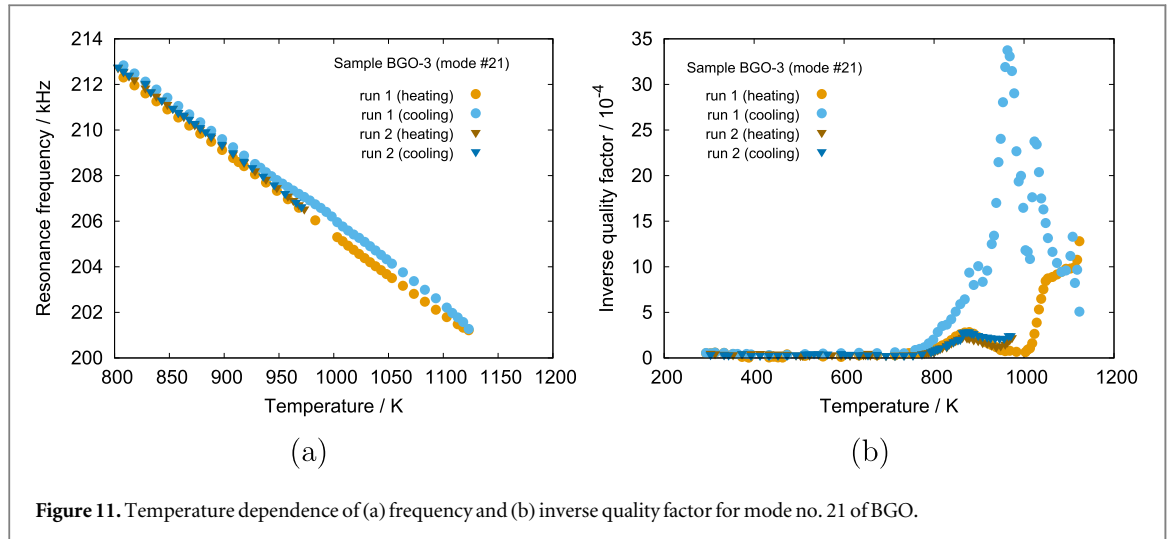 214
212
210
208
206
204
202
200
Resonance frequency / kHz
Sample BGO-3 (mode #21)
run 1 (heating)
run 1 (cooling)
run 2 (heating)
run 2 (cooling)
800 850 900 950 1000 1050 1100 1150 1200
Temperature / K
(a)
35
30
25
20
15
10
5
0
Inverse quality factor / 10⁻⁴
Sample BGO-3 (mode #21)
run 1 (heating)
run 1 (cooling)
run 2 (heating)
run 2 (cooling)
200 400 600 800 1000 1200
Temperature / K
(b)
Figure 11. Temperature dependence of (a) frequency and (b) inverse quality factor for mode no. 21 of BGO.